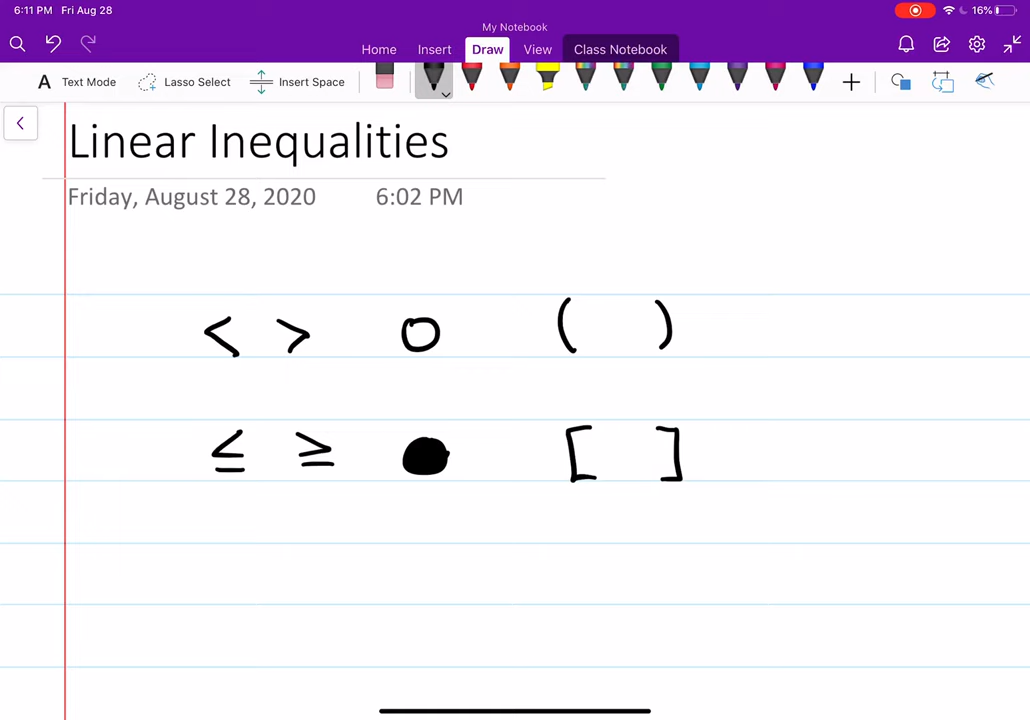 6:11 PM Fri Aug 28 16%
My Notebook
Home Insert Draw View Class Notebook
A Text Mode Lasso Select Insert Space
Linear Inequalities
Friday, August 28, 2020 6:02 PM
< > ○ ( )
≤ ≥ ● [ ]